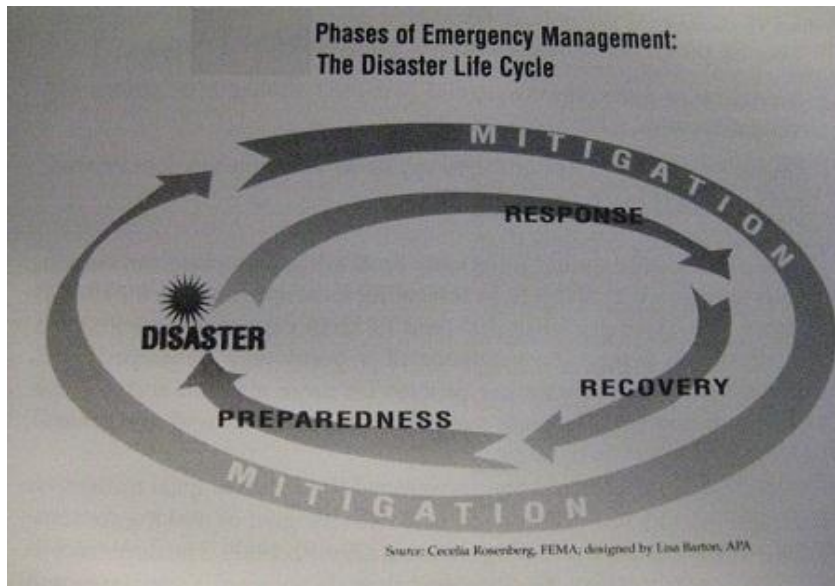 Phases of Emergency Management:
The Disaster Life Cycle
MITIGATION
RESPONSE
DISASTER
RECOVERY
PREPAREDNESS
MITIGATION
Source: Cecelia Rosenberg, FEMA; designed by Lisa Barton, APA